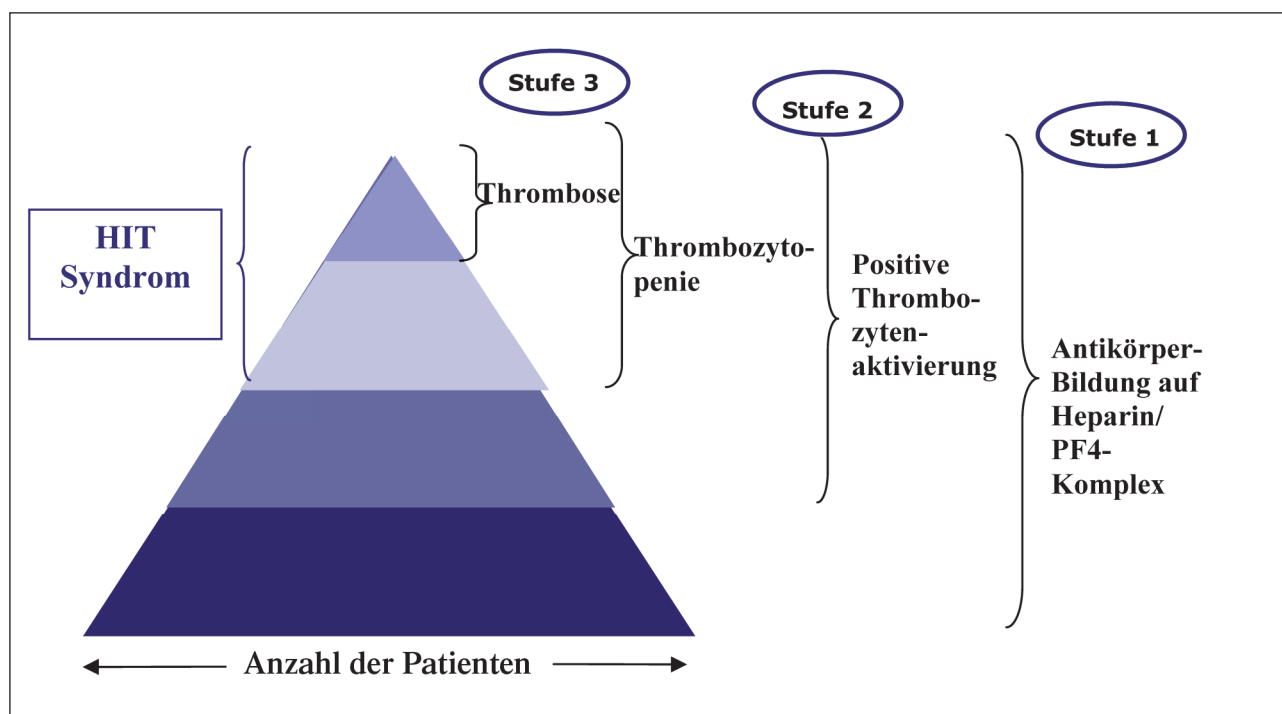 Stufe 3
Stufe 2
Stufe 1
HIT
Syndrom
Thrombose
Thrombozyto-
penie
Positive
Thrombo-
zyten-
aktivierung
Antikörper-
Bildung auf
Heparin/
PF4-
Komplex
Anzahl der Patienten